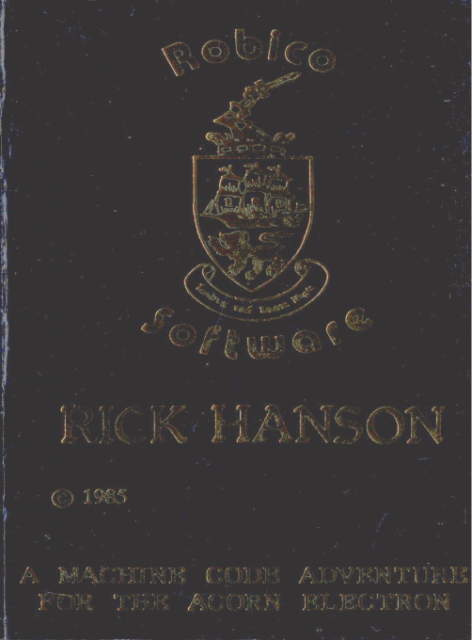 Robico
Software
RICK HANSON
© 1985
A MACHINE CODE ADVENTURE
FOR THE ACORN ELECTRON